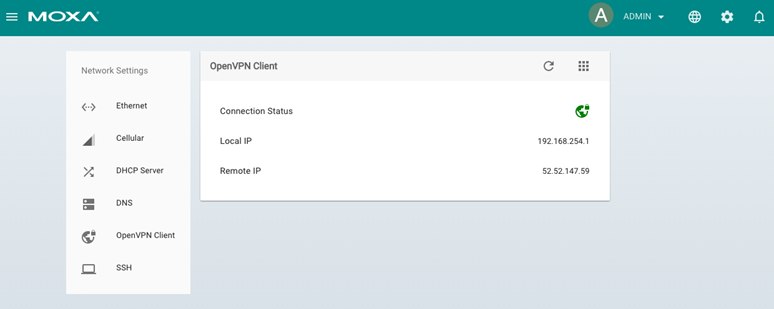 MOXA
A
ADMIN
Network Settings
Ethernet
Cellular
DHCP Server
DNS
OpenVPN Client
SSH
OpenVPN Client
Connection Status
Local IP 192.168.254.1
Remote IP 52.52.147.59